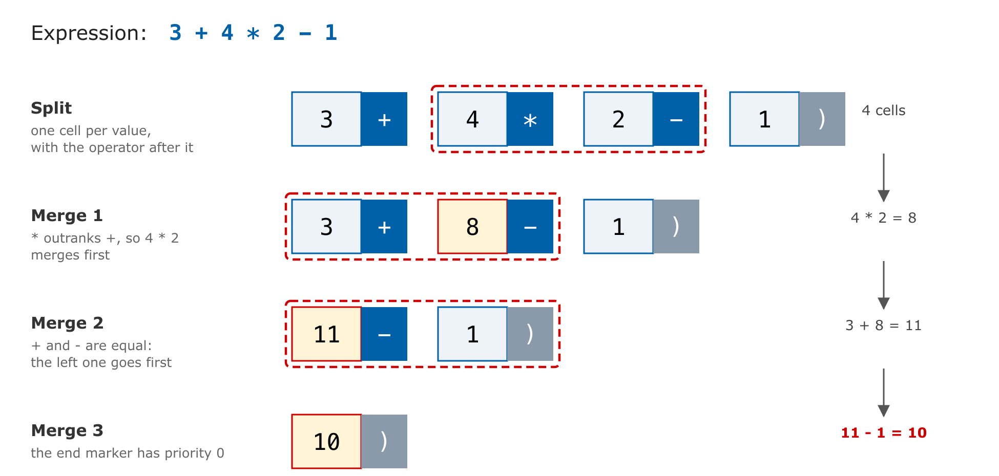 Expression: 3 + 4 * 2 − 1
Split
one cell per value,
with the operator after it
3 + 4 * 2 − 1 )
4 cells
Merge 1
* outranks +, so 4 * 2
merges first
3 + 8 − 1 )
4 * 2 = 8
Merge 2
+ and - are equal:
the left one goes first
11 − 1 )
3 + 8 = 11
Merge 3
the end marker has priority 0
10 )
11 - 1 = 10